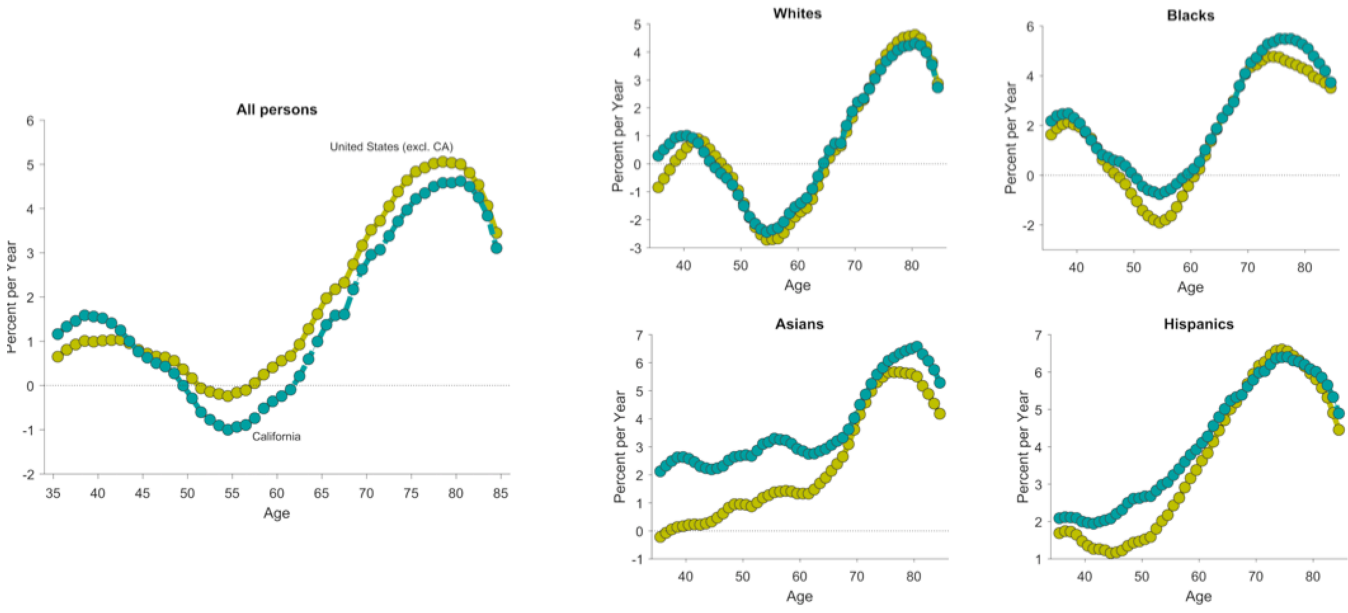 All persons
6
5
4
3
2
1
0
-1
-2
Percent per Year
United States (excl. CA)
California
35 40 45 50 55 60 65 70 75 80 85
Age
Whites
5
4
3
2
1
0
-1
-2
-3
Percent per Year
40 50 60 70 80
Age
Blacks
6
4
2
0
-2
Percent per Year
40 50 60 70 80
Age
Asians
7
6
5
4
3
2
1
0
-1
Percent per Year
40 50 60 70 80
Age
Hispanics
7
6
5
4
3
2
1
Percent per Year
40 50 60 70 80
Age